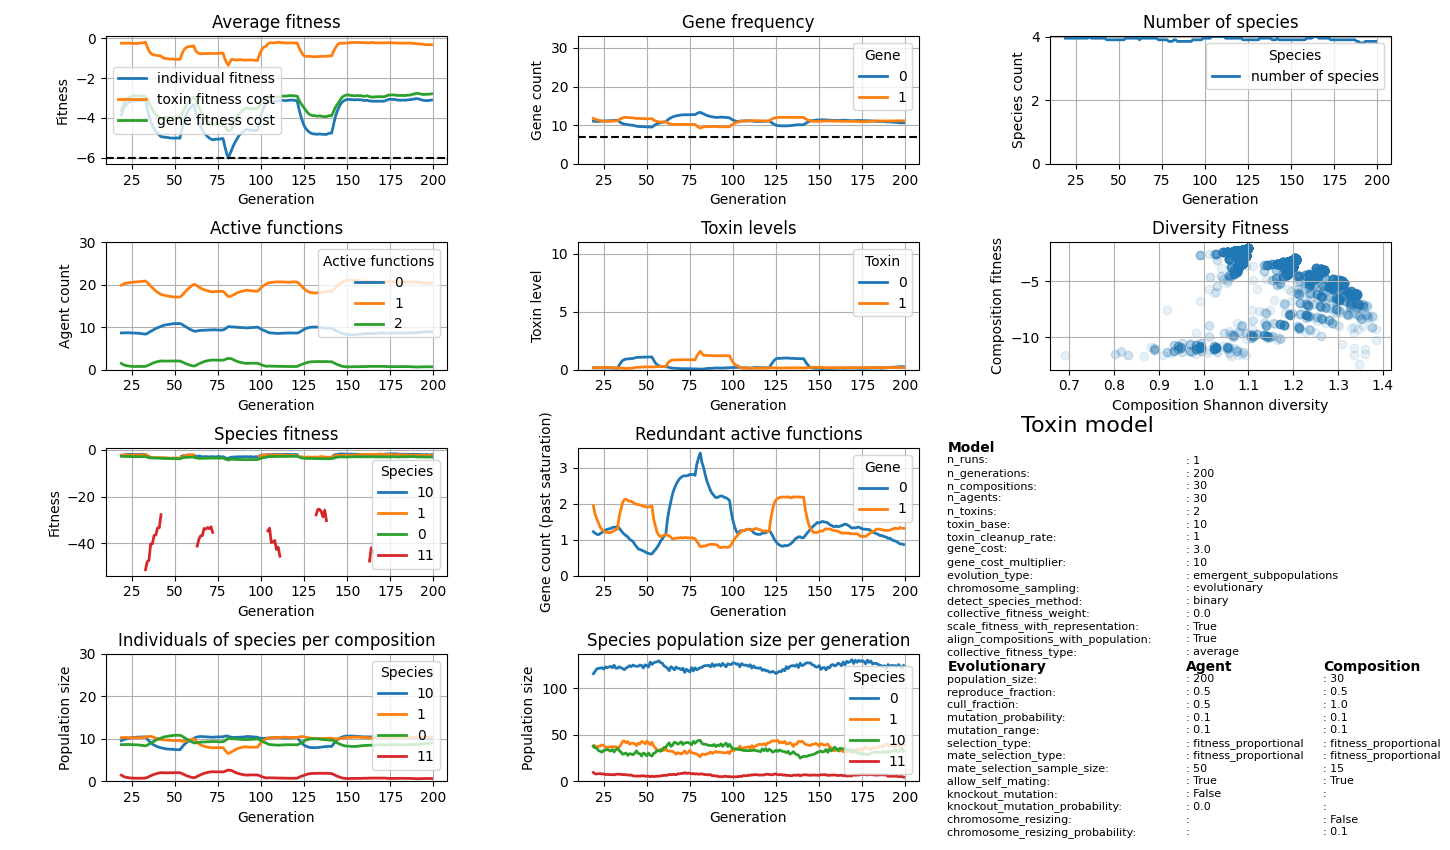 Average fitness
Fitness
0
−2
−4
−6
individual fitness
toxin fitness cost
gene fitness cost
25 50 75 100 125 150 175 200
Generation
Gene frequency
Gene count
30
20
10
0
Gene
0
1
25 50 75 100 125 150 175 200
Generation
Number of species
Species count
4
2
0
Species
number of species
25 50 75 100 125 150 175 200
Generation
Active functions
Agent count
30
20
10
0
Active functions
0
1
2
25 50 75 100 125 150 175 200
Generation
Toxin levels
Toxin level
10
5
0
Toxin
0
1
25 50 75 100 125 150 175 200
Generation
Diversity Fitness
Composition fitness
−5
−10
0.7 0.8 0.9 1.0 1.1 1.2 1.3 1.4
Composition Shannon diversity
Species fitness
Fitness
0
−20
−40
Species
10
1
0
11
25 50 75 100 125 150 175 200
Generation
Redundant active functions
Gene count (past saturation)
3
2
1
0
Gene
0
1
25 50 75 100 125 150 175 200
Generation
Individuals of species per composition
Population size
30
20
10
0
Species
10
1
0
11
25 50 75 100 125 150 175 200
Generation
Species population size per generation
Population size
100
50
0
Species
0
1
10
11
25 50 75 100 125 150 175 200
Generation
Toxin model
Model
n_runs: : 1
n_generations: : 200
n_compositions: : 30
n_agents: : 30
n_toxins: : 2
toxin_base: : 10
toxin_cleanup_rate: : 1
gene_cost: : 3.0
gene_cost_multiplier: : 10
evolution_type: : emergent_subpopulations
chromosome_sampling: : evolutionary
detect_species_method: : binary
collective_fitness_weight: : 0.0
scale_fitness_with_representation: : True
align_compositions_with_population: : True
collective_fitness_type: : average
Evolutionary Agent Composition
population_size: : 200 : 30
reproduce_fraction: : 0.5 : 0.5
cull_fraction: : 0.5 : 1.0
mutation_probability: : 0.1 : 0.1
mutation_range: : 0.1 : 0.1
selection_type: : fitness_proportional : fitness_proportional
mate_selection_type: : fitness_proportional : fitness_proportional
mate_selection_sample_size: : 50 : 15
allow_self_mating: : True : True
knockout_mutation: : False :
knockout_mutation_probability: : 0.0 :
chromosome_resizing: : : False
chromosome_resizing_probability: : : 0.1